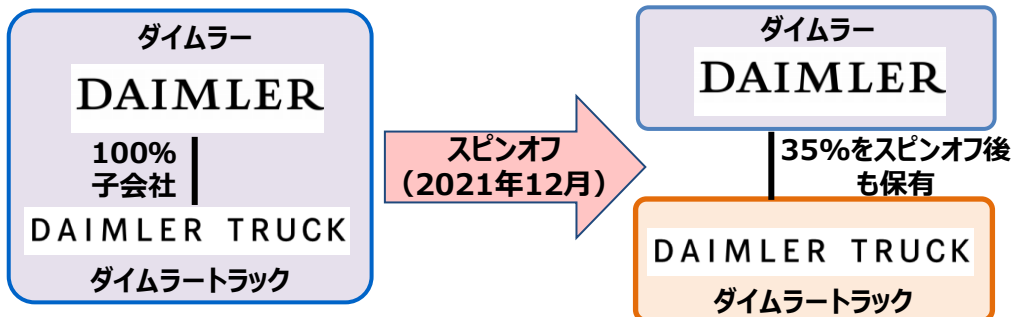 ダイムラー
DAIMLER
100%
子会社
DAIMLER TRUCK
ダイムラートラック
スピンオフ
（2021年12月）
ダイムラー
DAIMLER
35%をスピンオフ後
も保有
DAIMLER TRUCK
ダイムラートラック